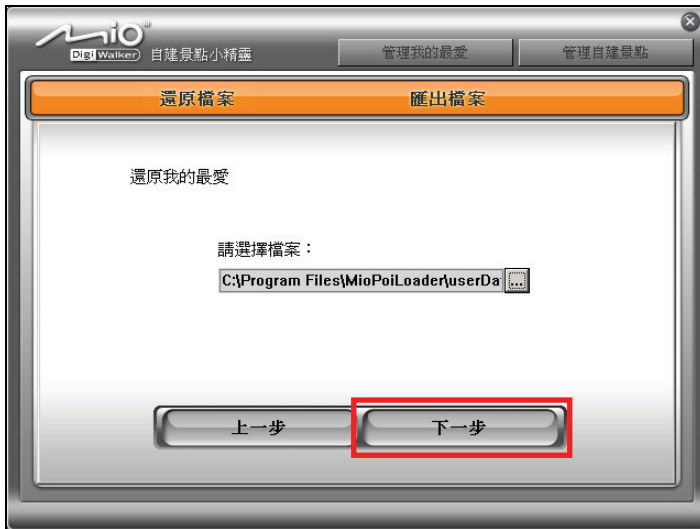 Mio
DigiWalker 自建景點小精靈
管理我的最愛
管理自建景點
還原檔案
匯出檔案
還原我的最愛
請選擇檔案：
C:\Program Files\MioPoiLoader\userDa
...
上一步
下一步